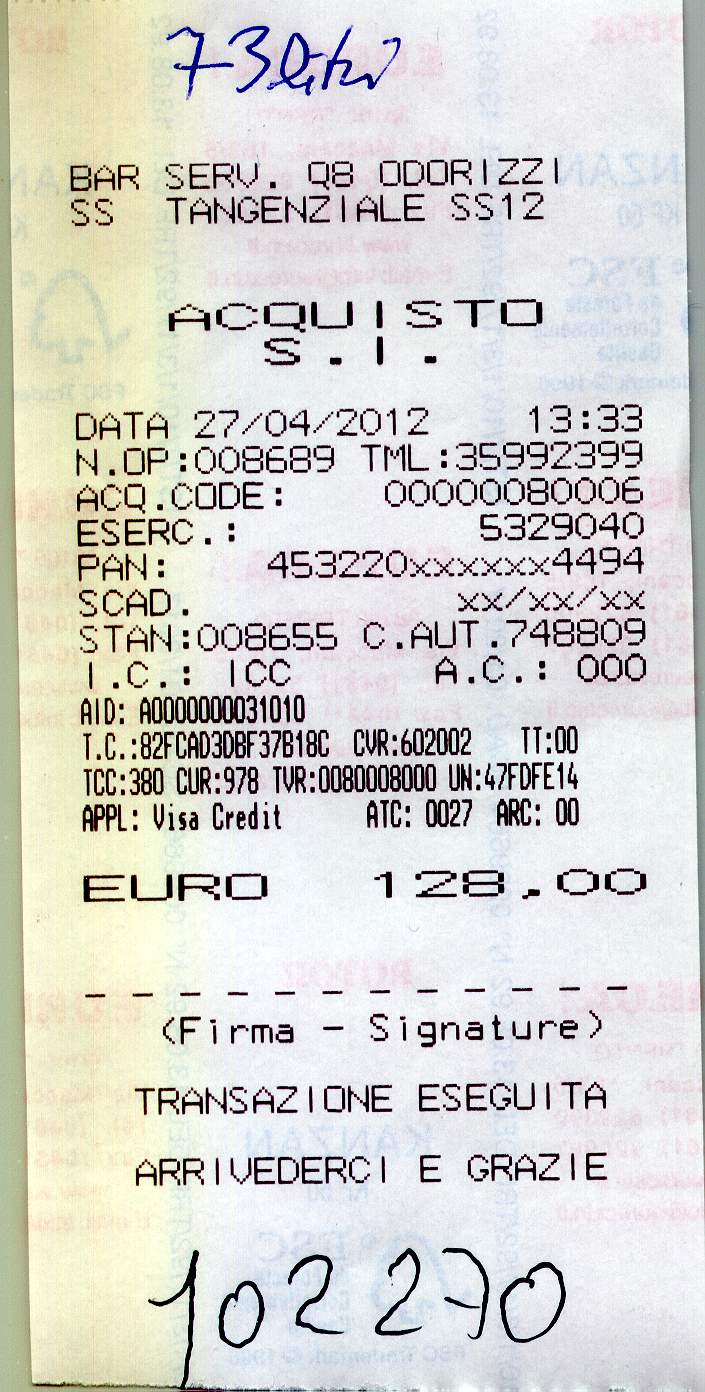 73 liter
BAR SERV. Q8 ODORIZZI
SS TANGENZIALE SS12
ACQUISTO
S.I.
DATA 27/04/2012 13:33
N.OP:008689 TML:35992399
ACQ.CODE: 00000080006
ESERC.: 5329040
PAN: 453220xxxxxx4494
SCAD. xx/xx/xx
STAN:008655 C.AUT.748809
I.C.: ICC A.C.: 000
AID: A0000000031010
T.C.:82FCAD3DBF37B18C CVR:602002 TT:00
TCC:380 CUR:978 TVR:0080008000 UN:47FDFE14
APPL: Visa Credit ATC: 0027 ARC: 00
EURO 128,00
(Firma - Signature)
TRANSAZIONE ESEGUITA
ARRIVEDERCI E GRAZIE
102270